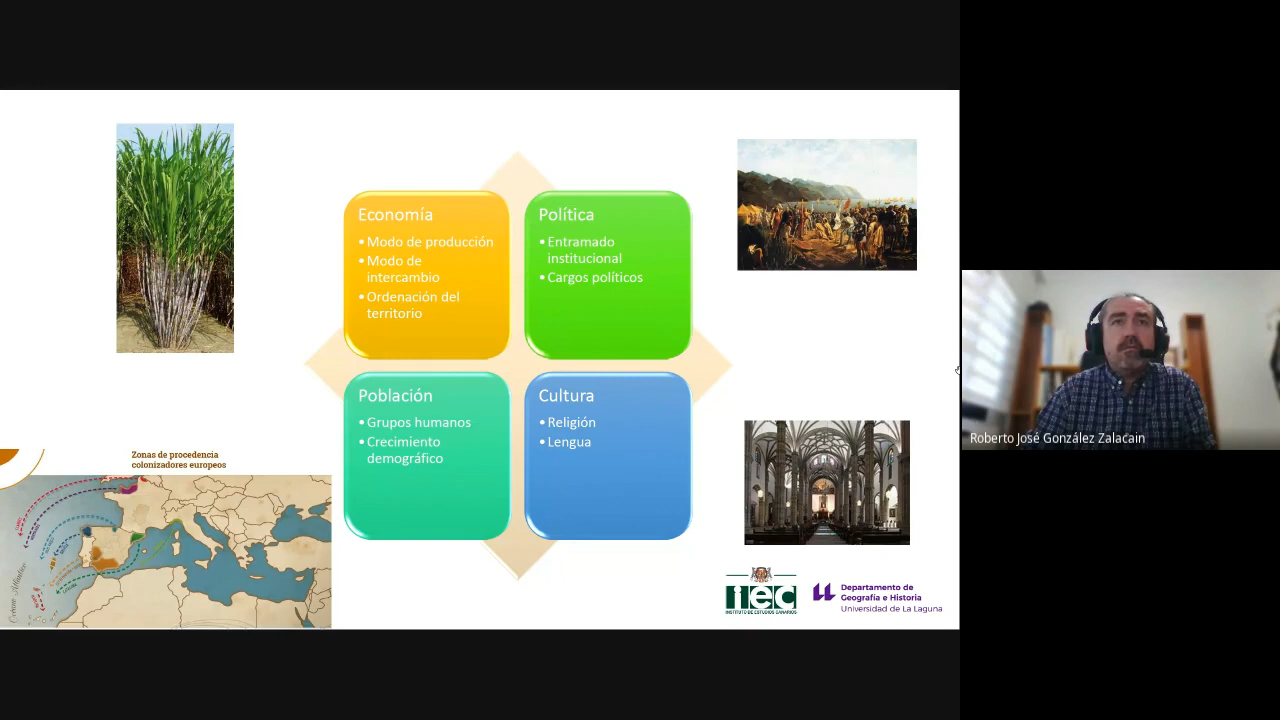 Economía
•Modo de producción
•Modo de
intercambio
•Ordenación del
territorio
Política
•Entramado
institucional
•Cargos políticos
Población
•Grupos humanos
•Crecimiento
demográfico
Cultura
•Religión
•Lengua
Zonas de procedencia
colonizadores europeos
iec
INSTITUTO DE ESTUDIOS CANARIOS
Departamento de
Geografía e Historia
Universidad de La Laguna
Roberto José González Zalacain